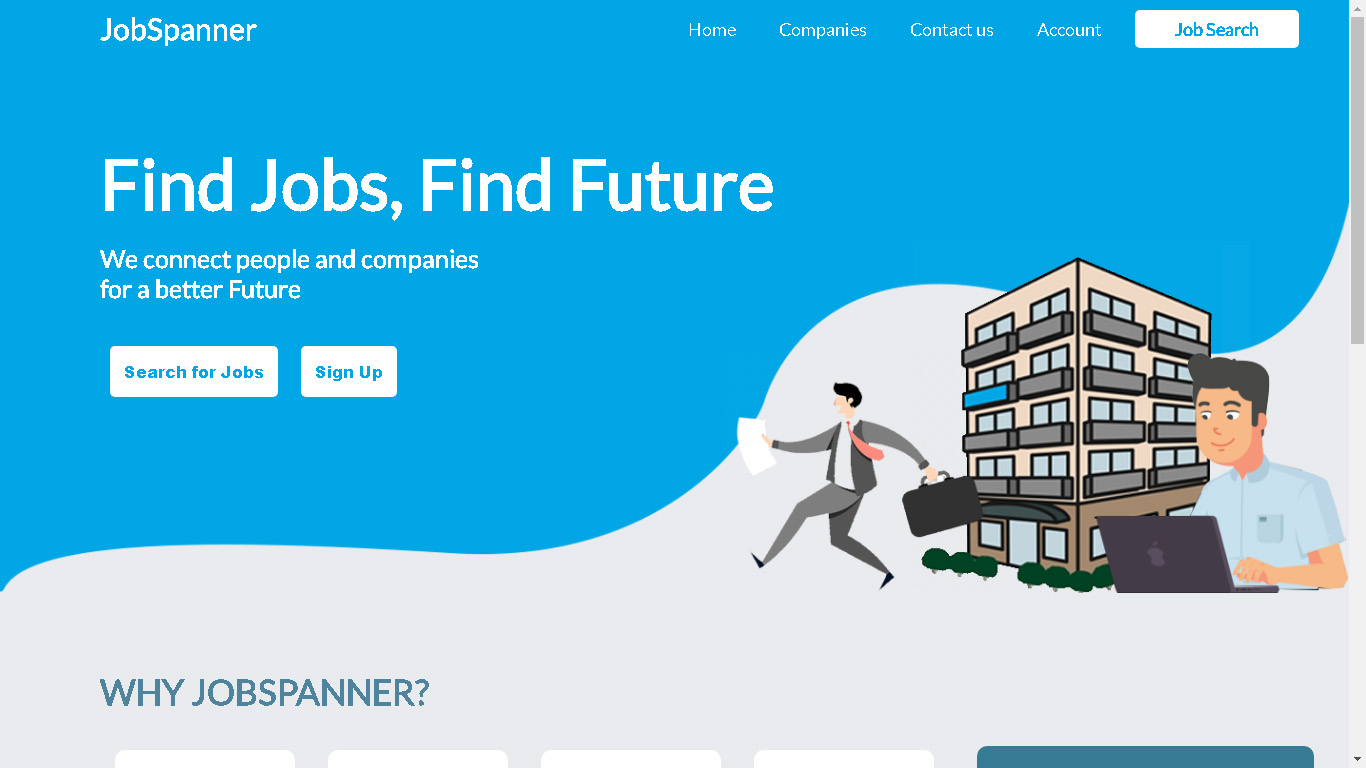 JobSpanner
Home
Companies
Contact us
Account
Job Search
Find Jobs, Find Future
We connect people and companies
for a better Future
Search for Jobs
Sign Up
WHY JOBSPANNER?